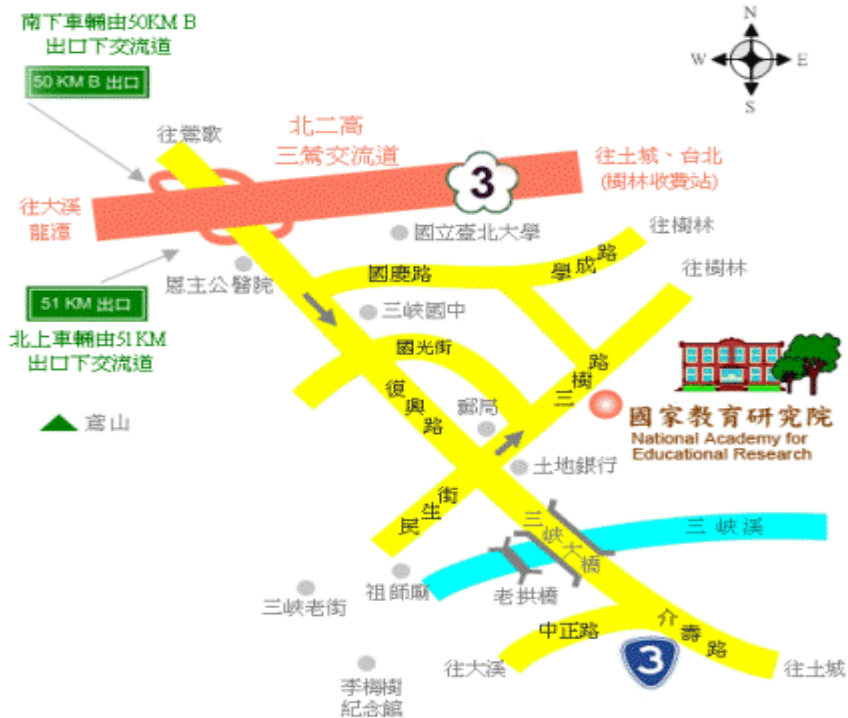 南下車輛由50KM B
出口下交流道
50 KM B 出口
N
W
E
S
往鶯歌
北二高
三鶯交流道
3
往土城、台北
(樹林收費站)
往大溪
龍潭
國立臺北大學
往樹林
恩主公醫院
國慶路
學成路
往樹林
51 KM 出口
三峽國中
北上車輛由51KM
出口下交流道
國光街
三樹路
復興路
郵局
鳶山
國家教育研究院
National Academy for
Educational Research
土地銀行
民生街
三峽大橋
三峽溪
祖師廟
老拱橋
三峽老街
中正路
介壽路
3
往大溪
往土城
李梅樹
紀念館